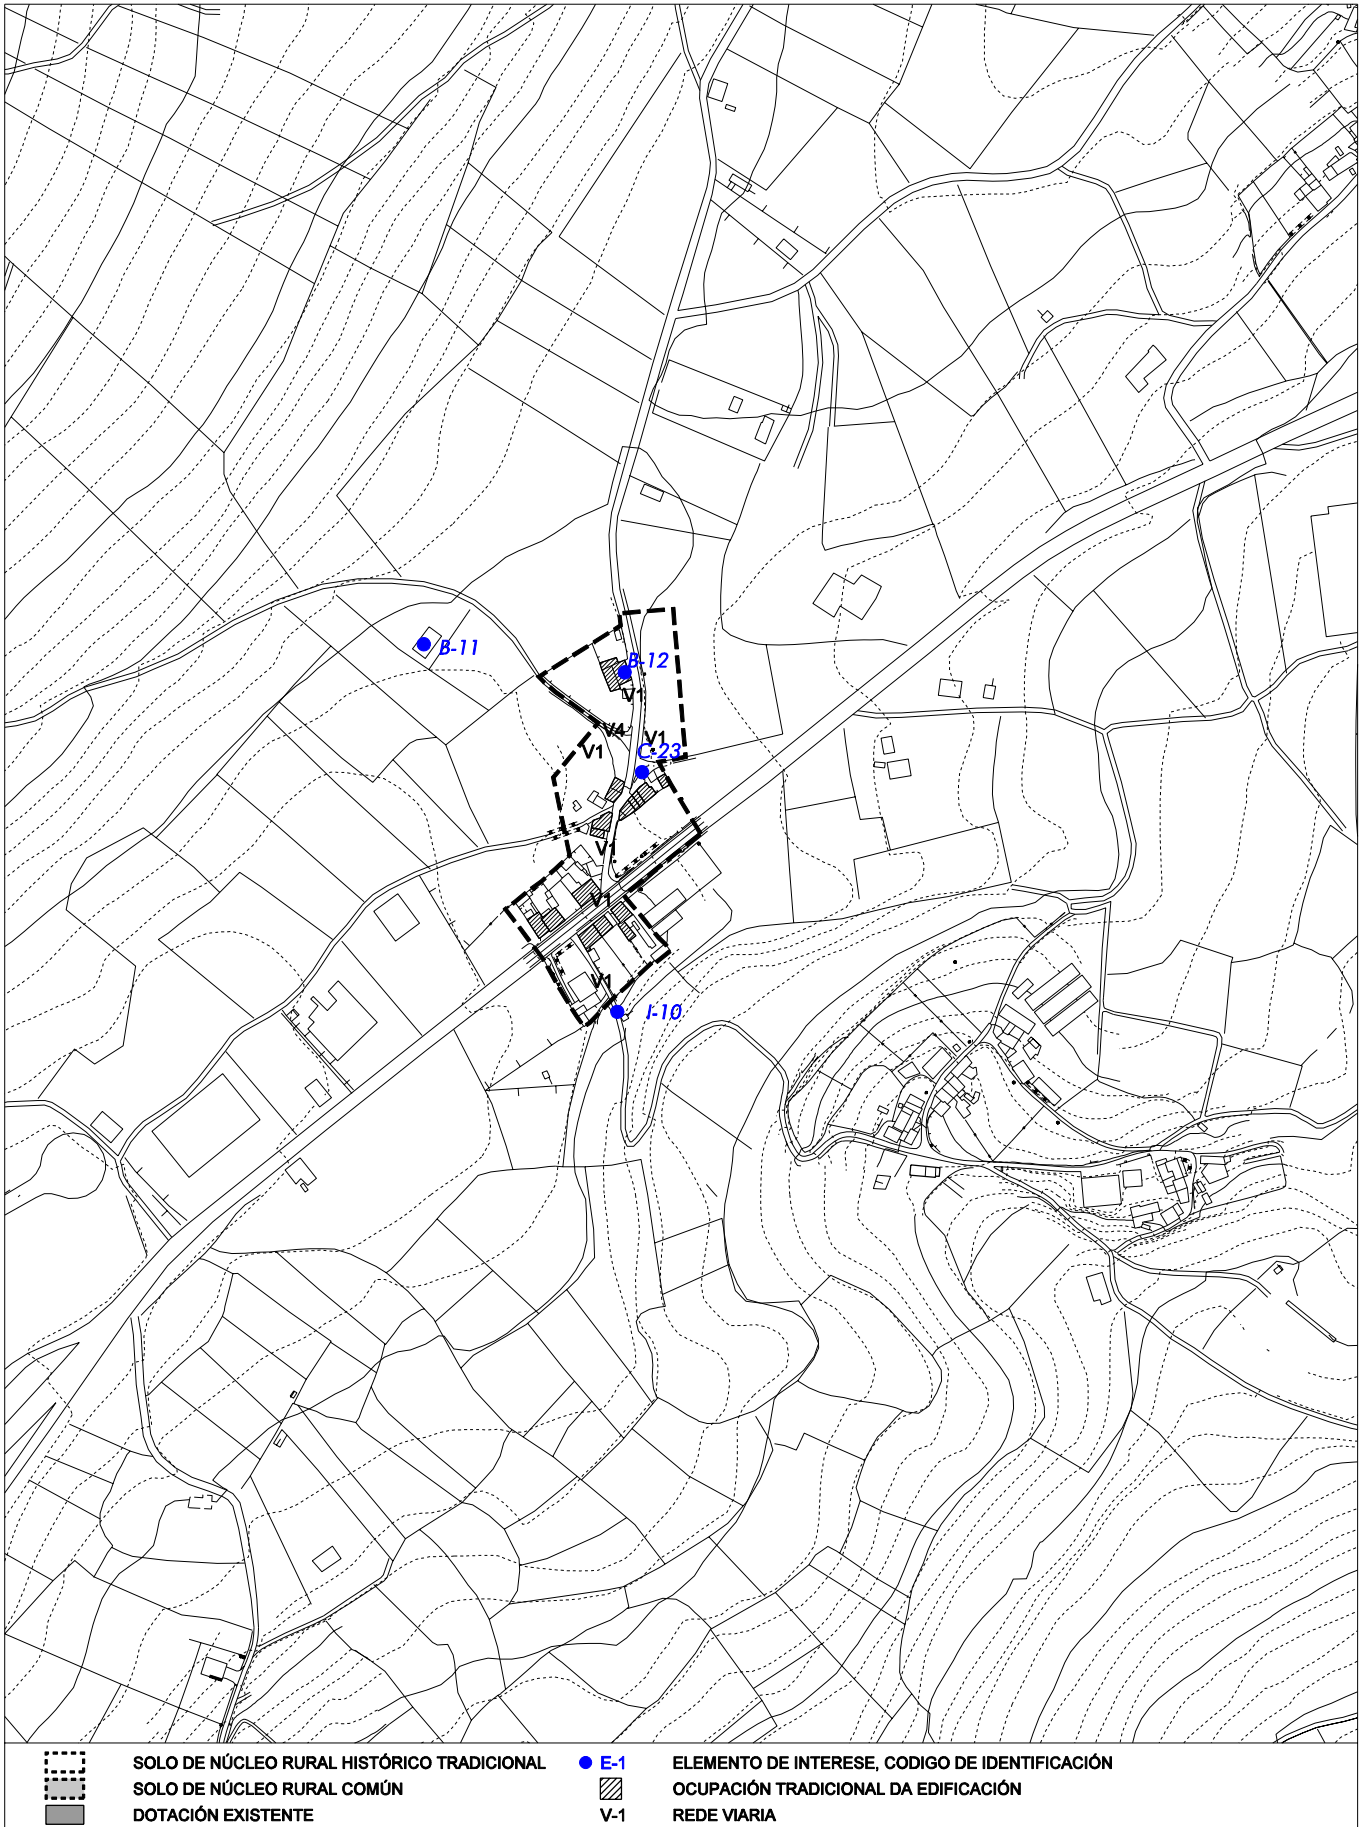 B-11
B-12
V1
V4
V1
V1
C-23
V1
V1
V1
I-10
SOLO DE NÚCLEO RURAL HISTÓRICO TRADICIONAL
E-1 ELEMENTO DE INTERESE, CODIGO DE IDENTIFICACIÓN
SOLO DE NÚCLEO RURAL COMÚN
OCUPACIÓN TRADICIONAL DA EDIFICACIÓN
DOTACIÓN EXISTENTE
V-1 REDE VIARIA